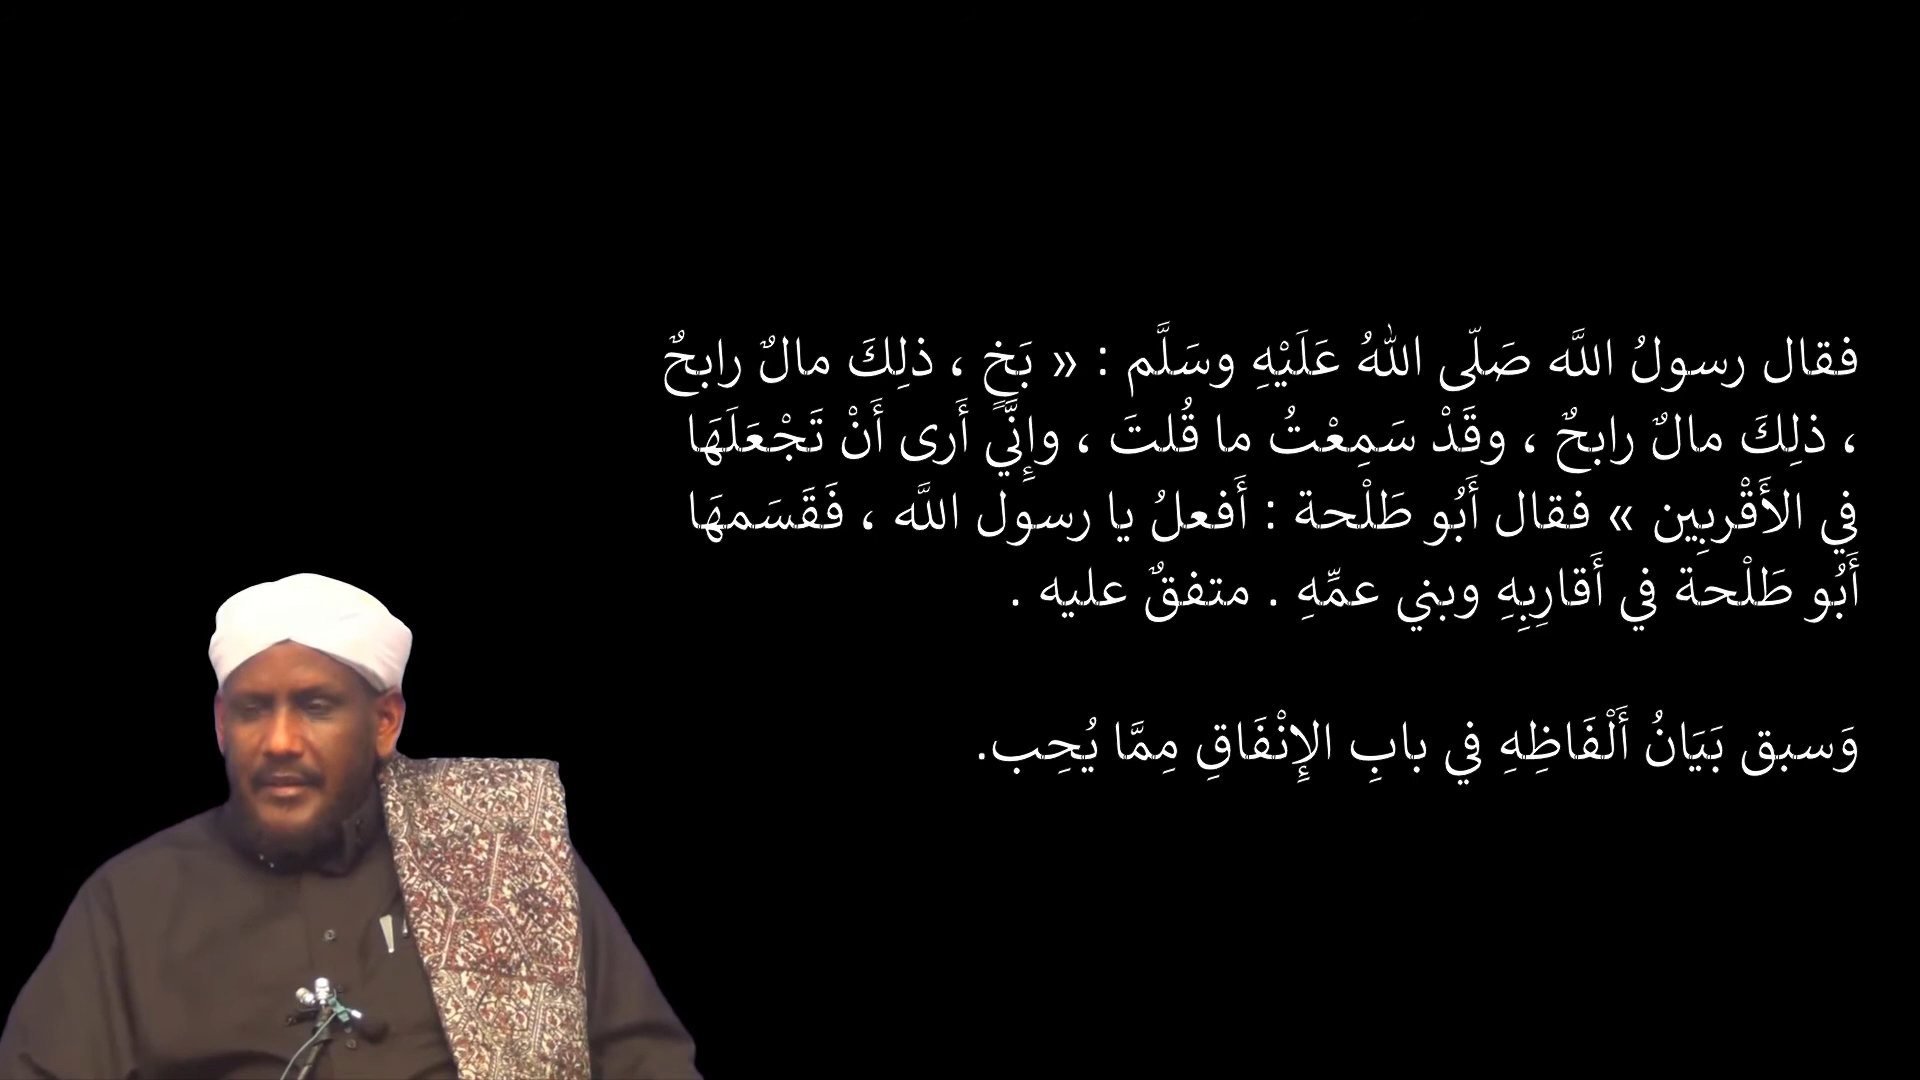 فقال رسولُ اللَّه صَلّى اللهُ عَلَيْهِ وسَلَّم : « بَخٍ ، ذلِكَ مالٌ رابحٌ
، ذلِكَ مالٌ رابحٌ ، وقَدْ سَمِعْتُ ما قُلتَ ، وإِنَّي أَرى أَنْ تَجْعَلَهَا
في الأَقْربِين » فقال أَبُو طَلْحة : أَفعلُ يا رسول اللَّه ، فَقَسَمهَا
أَبُو طَلْحة في أَقارِبِهِ وبني عمِّهِ . متفقٌ عليه .
وَسبق بَيَانُ أَلْفَاظِهِ في بابِ الإِنْفَاقِ مِمَّا يُحِب.